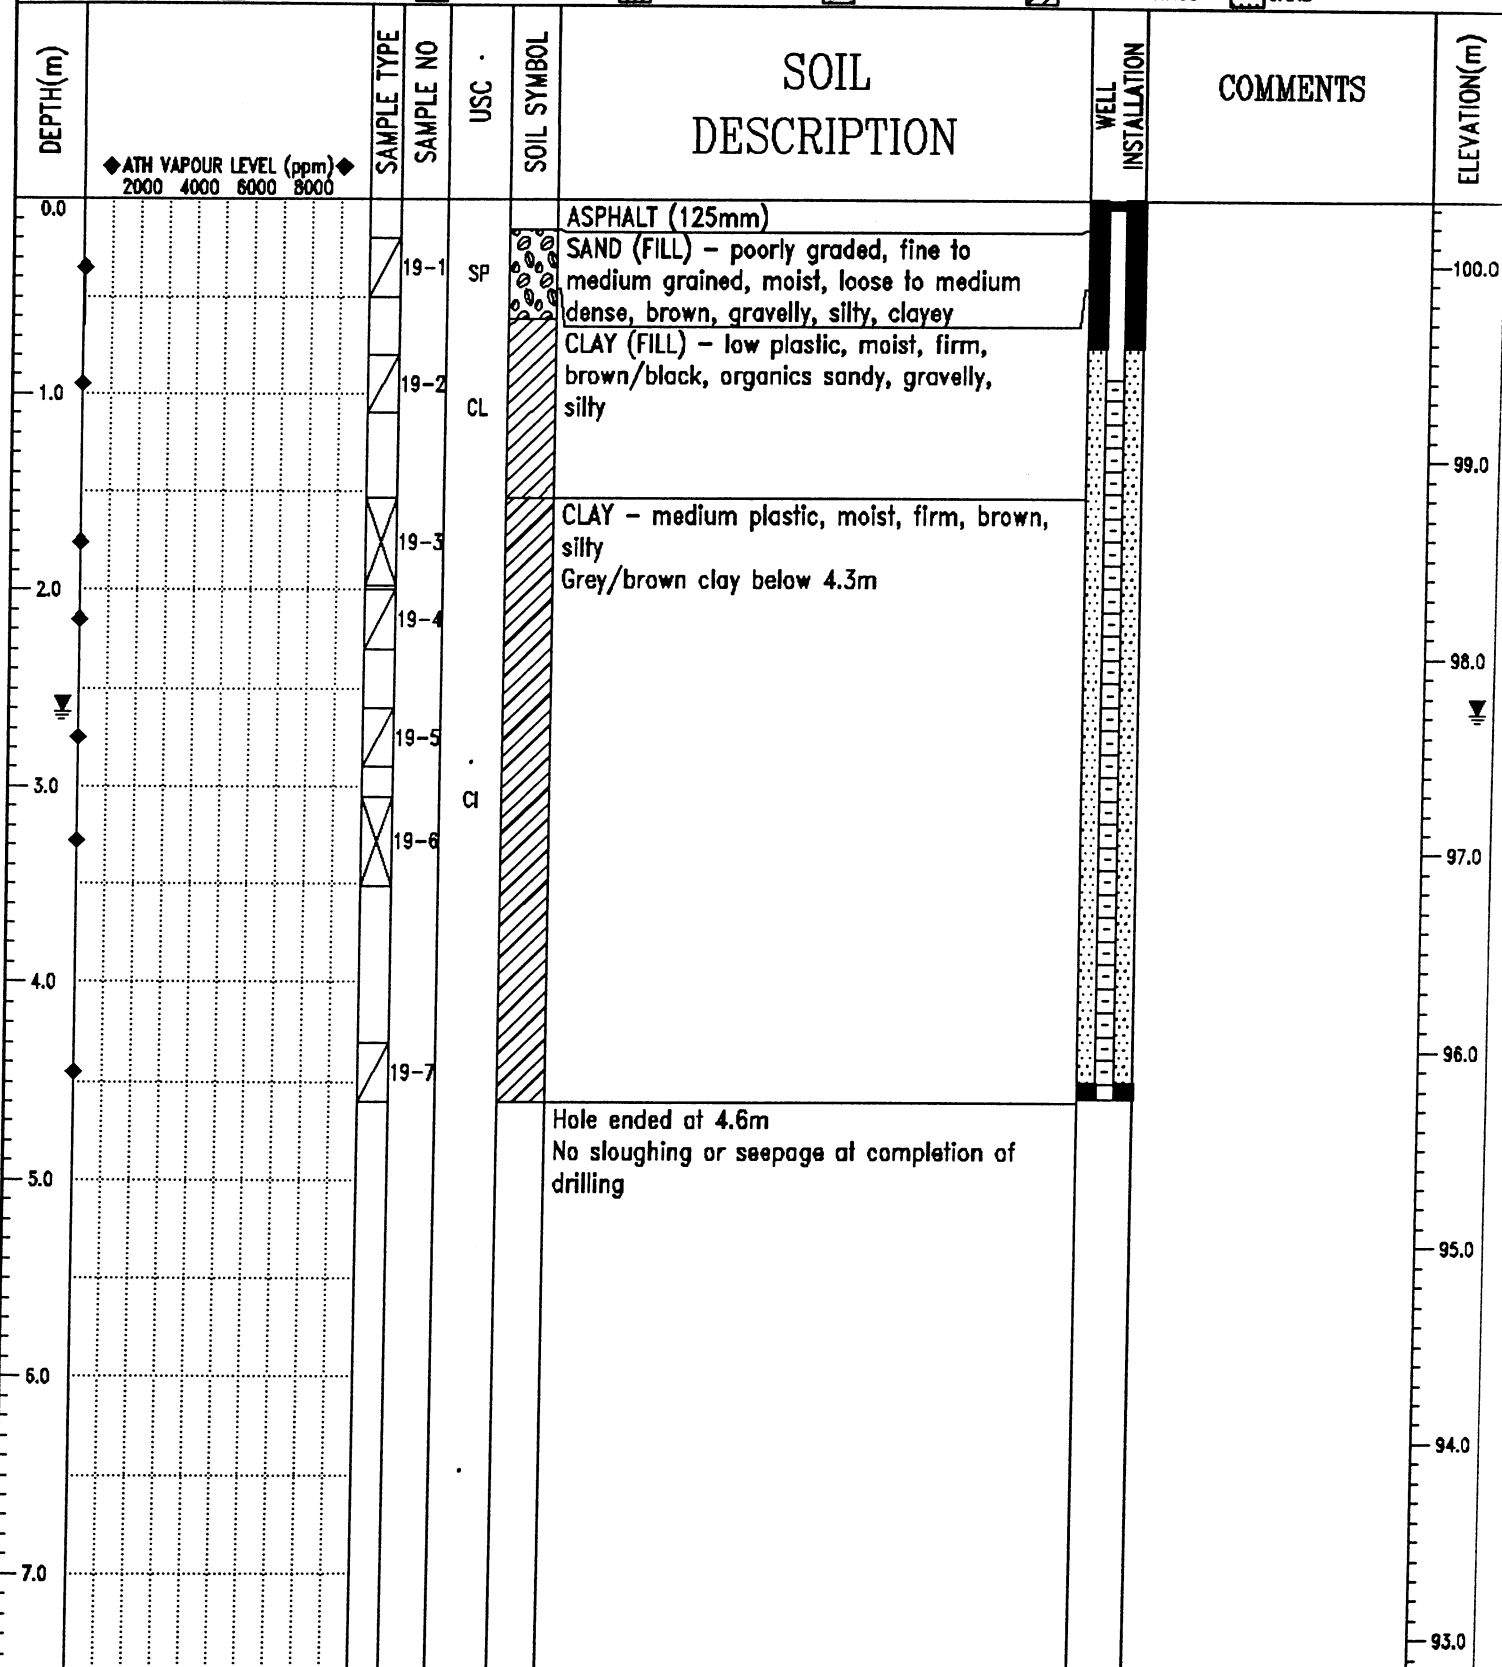 DEPTH(m)
◆ATH VAPOUR LEVEL (ppm)◆
2000 4000 6000 8000
SAMPLE TYPE
SAMPLE NO
USC
SOIL SYMBOL
SOIL
DESCRIPTION
WELL
INSTALLATION
COMMENTS
ELEVATION(m)
0.0
ASPHALT (125mm)
19-1
SP
SAND (FILL) - poorly graded, fine to
medium grained, moist, loose to medium
dense, brown, gravelly, silty, clayey
100.0
1.0
19-2
CL
CLAY (FILL) - low plastic, moist, firm,
brown/black, organics sandy, gravelly,
silty
99.0
19-3
CLAY - medium plastic, moist, firm, brown,
silty
Grey/brown clay below 4.3m
2.0
19-4
98.0
19-5
3.0
CI
19-6
97.0
4.0
19-7
96.0
Hole ended at 4.6m
No sloughing or seepage at completion of
drilling
5.0
95.0
6.0
94.0
7.0
93.0